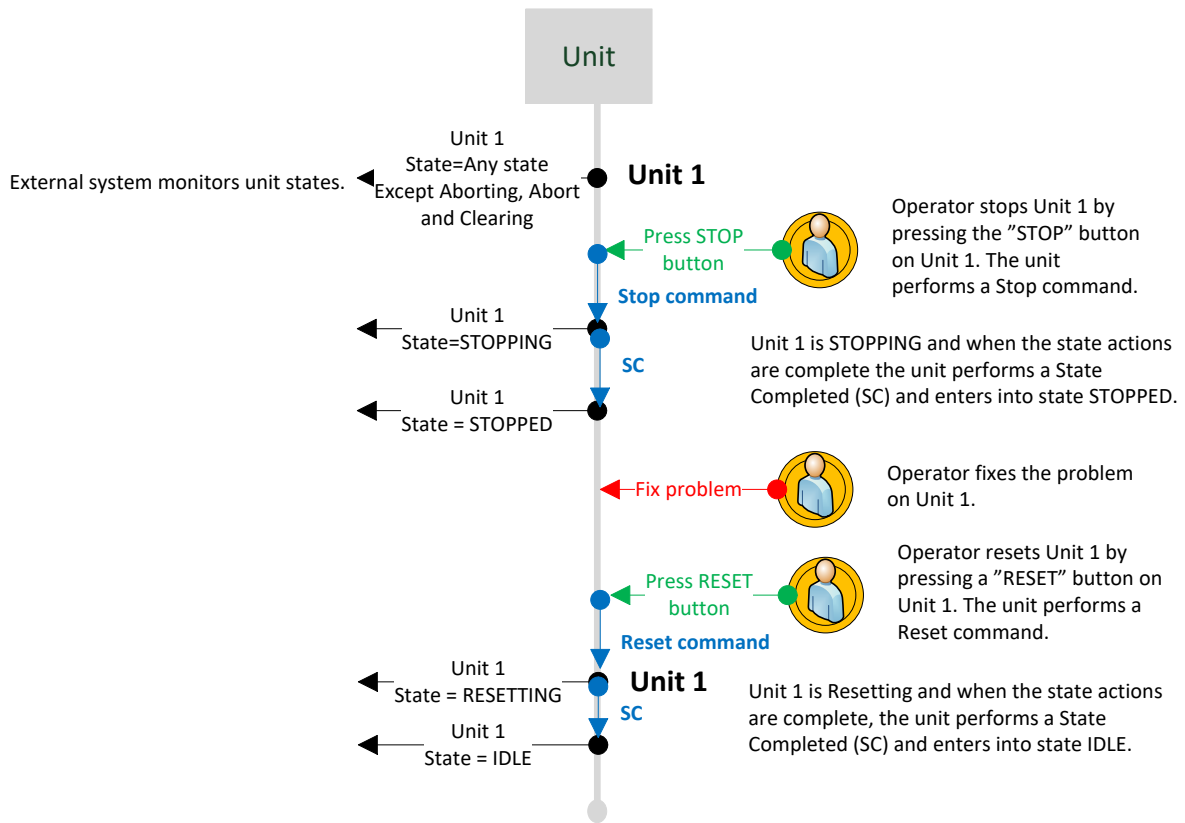 Unit
Unit 1
State=Any state
Except Aborting, Abort
and Clearing
External system monitors unit states.
Unit 1
Operator stops Unit 1 by
pressing the ”STOP” button
on Unit 1. The unit
performs a Stop command.
Press STOP
button
Stop command
Unit 1
State=STOPPING
Unit 1 is STOPPING and when the state actions
are complete the unit performs a State
Completed (SC) and enters into state STOPPED.
SC
Unit 1
State = STOPPED
Fix problem
Operator fixes the problem
on Unit 1.
Operator resets Unit 1 by
pressing a ”RESET” button on
Unit 1. The unit performs a
Reset command.
Press RESET
button
Reset command
Unit 1
State = RESETTING
Unit 1
Unit 1 is Resetting and when the state actions
are complete, the unit performs a State
Completed (SC) and enters into state IDLE.
SC
Unit 1
State = IDLE